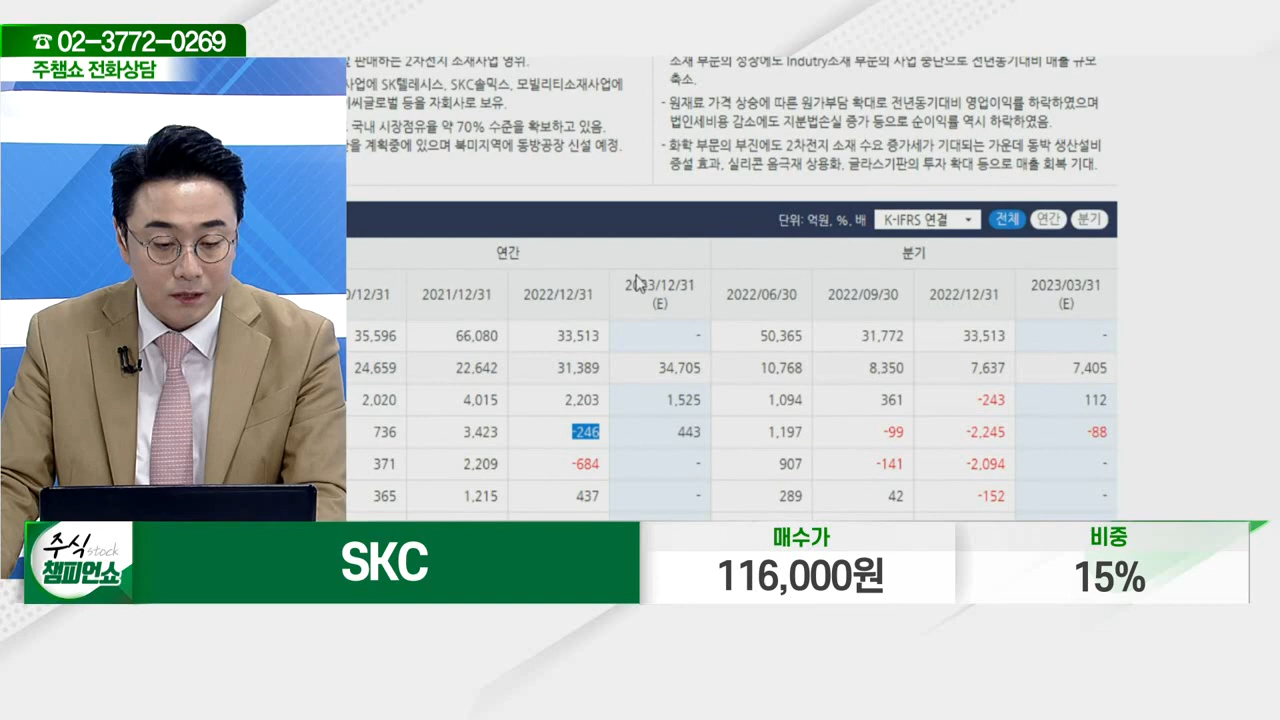 ☎ 02-3772-0269
주챔쇼 전화상담
판매하는 2차전지 소재사업 영위.
사업에 SK텔레시스, SKC솔믹스, 모빌리티소재사업에
씨글로벌 등을 자회사로 보유.
국내 시장점유율 약 70% 수준을 확보하고 있음.
을 계획중에 있으며 북미지역에 동방공장 신설 예정.
소재 부문의 성장에도 Indutry소재 부문의 사업 중단으로 전년동기대비 매출 규모
축소.
- 원재료 가격 상승에 따른 원가부담 확대로 전년동기대비 영업이익률 하락하였으며
법인세비용 감소에도 지분법손실 증가 등으로 순이익률 역시 하락하였음.
- 화학 부문의 부진에도 2차전지 소재 수요 증가세가 기대되는 가운데 동박 생산설비
증설 효과, 실리콘 음극재 상용화, 글라스기판의 투자 확대 등으로 매출 회복 기대.
단위: 억원, %, 배 K-IFRS 연결 전체 연간 분기
연간 분기
0/12/31 2021/12/31 2022/12/31 2023/12/31 (E) 2022/06/30 2022/09/30 2022/12/31 2023/03/31 (E)
35,596 66,080 33,513 - 50,365 31,772 33,513 -
24,659 22,642 31,389 34,705 10,768 8,350 7,637 7,405
2,020 4,015 2,203 1,525 1,094 361 -243 112
736 3,423 -246 443 1,197 -99 -2,245 -88
371 2,209 -684 - 907 -141 -2,094 -
365 1,215 437 - 289 42 -152 -
주식 stock
챔피언쇼
SKC
매수가
116,000원
비중
15%